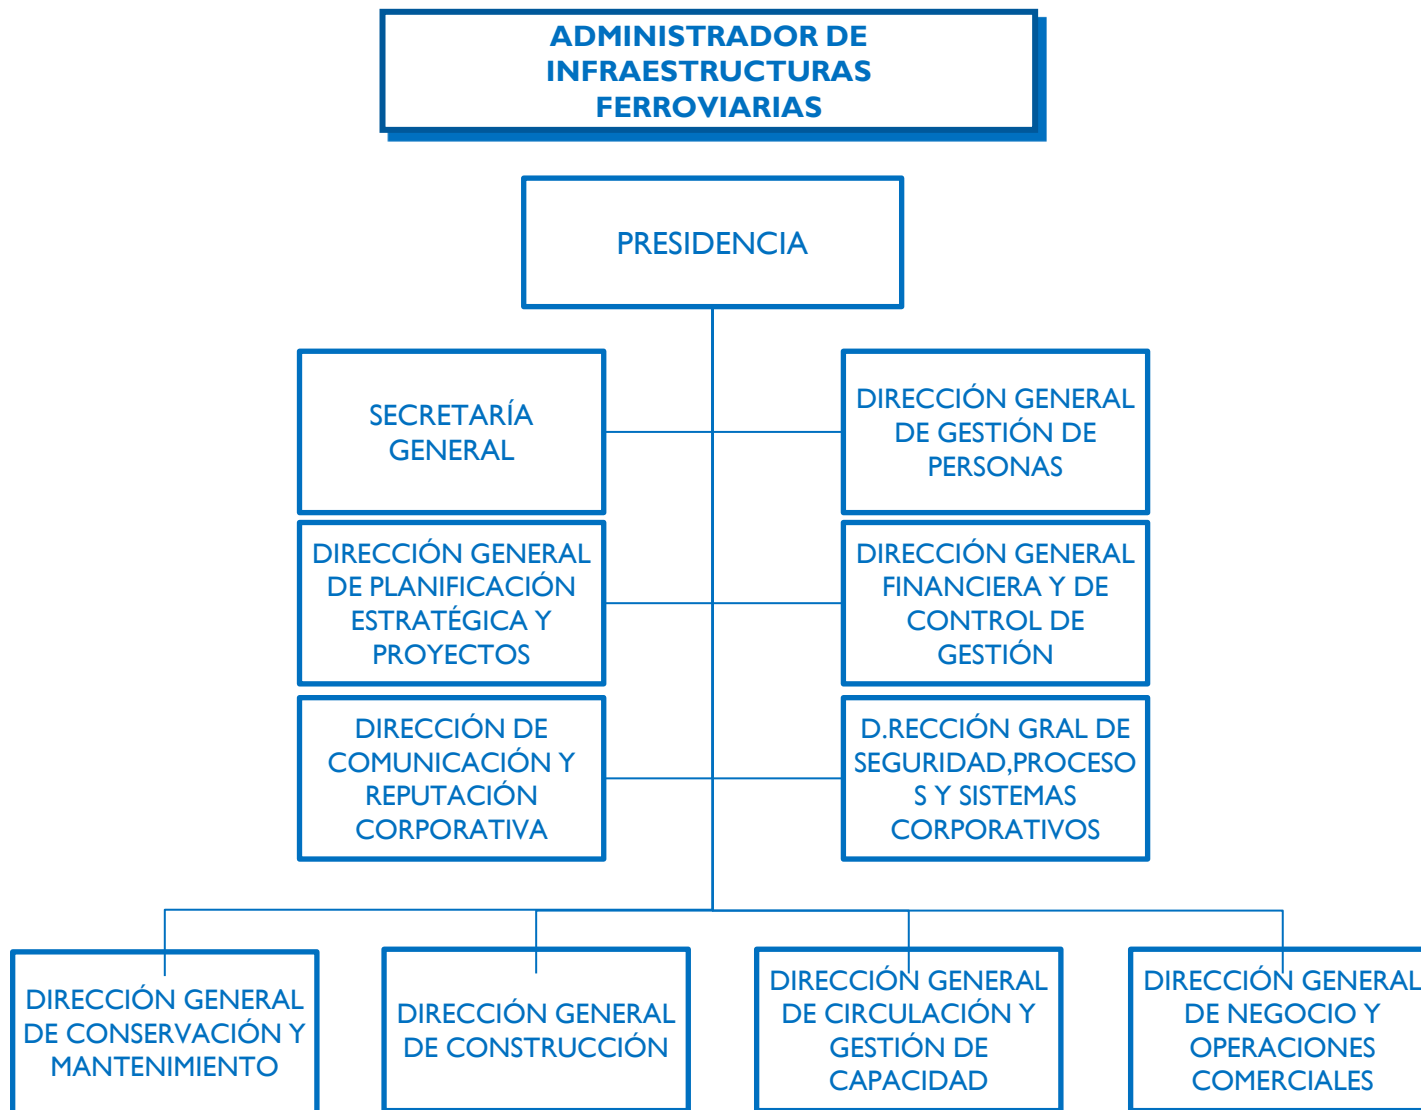 ADMINISTRADOR DE
INFRAESTRUCTURAS
FERROVIARIAS
PRESIDENCIA
SECRETARÍA
GENERAL
DIRECCIÓN GENERAL
DE GESTIÓN DE
PERSONAS
DIRECCIÓN GENERAL
DE PLANIFICACIÓN
ESTRATÉGICA Y
PROYECTOS
DIRECCIÓN GENERAL
FINANCIERA Y DE
CONTROL DE
GESTIÓN
DIRECCIÓN DE
COMUNICACIÓN Y
REPUTACIÓN
CORPORATIVA
D.RECCIÓN GRAL DE
SEGURIDAD,PROCESO
S Y SISTEMAS
CORPORATIVOS
DIRECCIÓN GENERAL
DE CONSERVACIÓN Y
MANTENIMIENTO
DIRECCIÓN GENERAL
DE CONSTRUCCIÓN
DIRECCIÓN GENERAL
DE CIRCULACIÓN Y
GESTIÓN DE
CAPACIDAD
DIRECCIÓN GENERAL
DE NEGOCIO Y
OPERACIONES
COMERCIALES